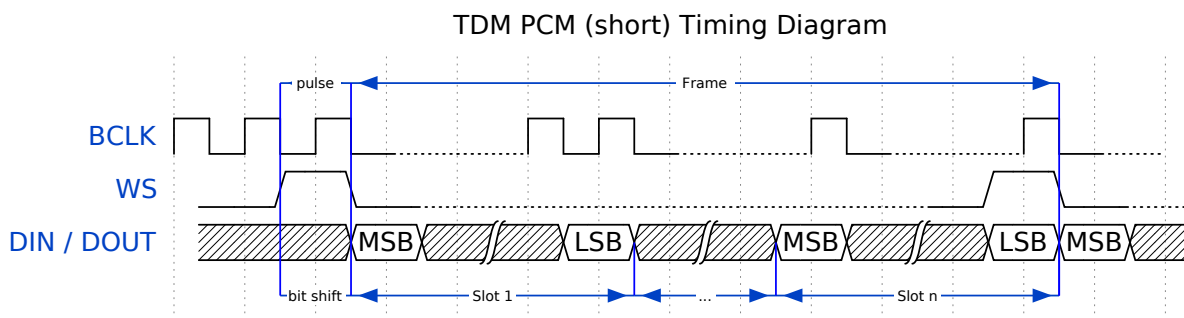 TDM PCM (short) Timing Diagram
pulse Frame
BCLK
WS
DIN / DOUT MSB LSB MSB LSB MSB
bit shift Slot 1 ... Slot n